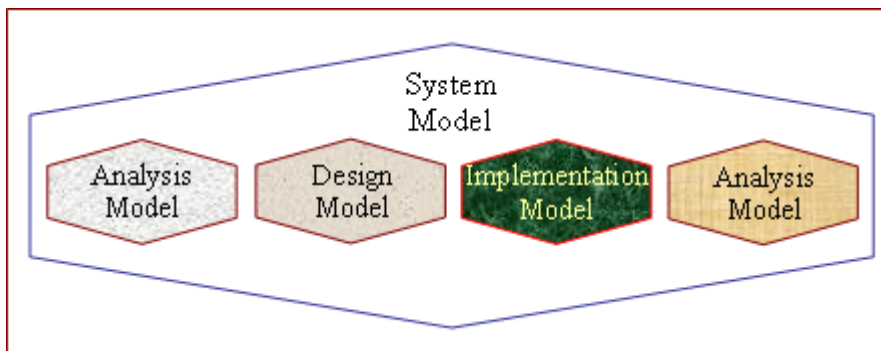 System
Model
Analysis
Model
Design
Model
Implementation
Model
Analysis
Model